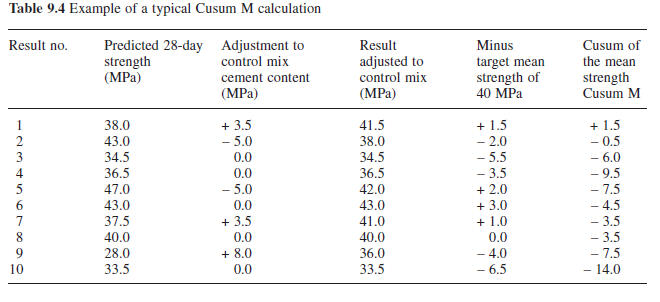 Table 9.4 Example of a typical Cusum M calculation
Result no. Predicted 28-day Adjustment to Result Minus Cusum of
strength control mix adjusted to target mean the mean
(MPa) cement content control mix strength of strength
(MPa) (MPa) 40 MPa Cusum M
1 38.0 + 3.5 41.5 + 1.5 + 1.5
2 43.0 – 5.0 38.0 – 2.0 – 0.5
3 34.5 0.0 34.5 – 5.5 – 6.0
4 36.5 0.0 36.5 – 3.5 – 9.5
5 47.0 – 5.0 42.0 + 2.0 – 7.5
6 43.0 0.0 43.0 + 3.0 – 4.5
7 37.5 + 3.5 41.0 + 1.0 – 3.5
8 40.0 0.0 40.0 0.0 – 3.5
9 28.0 + 8.0 36.0 – 4.0 – 7.5
10 33.5 0.0 33.5 – 6.5 – 14.0